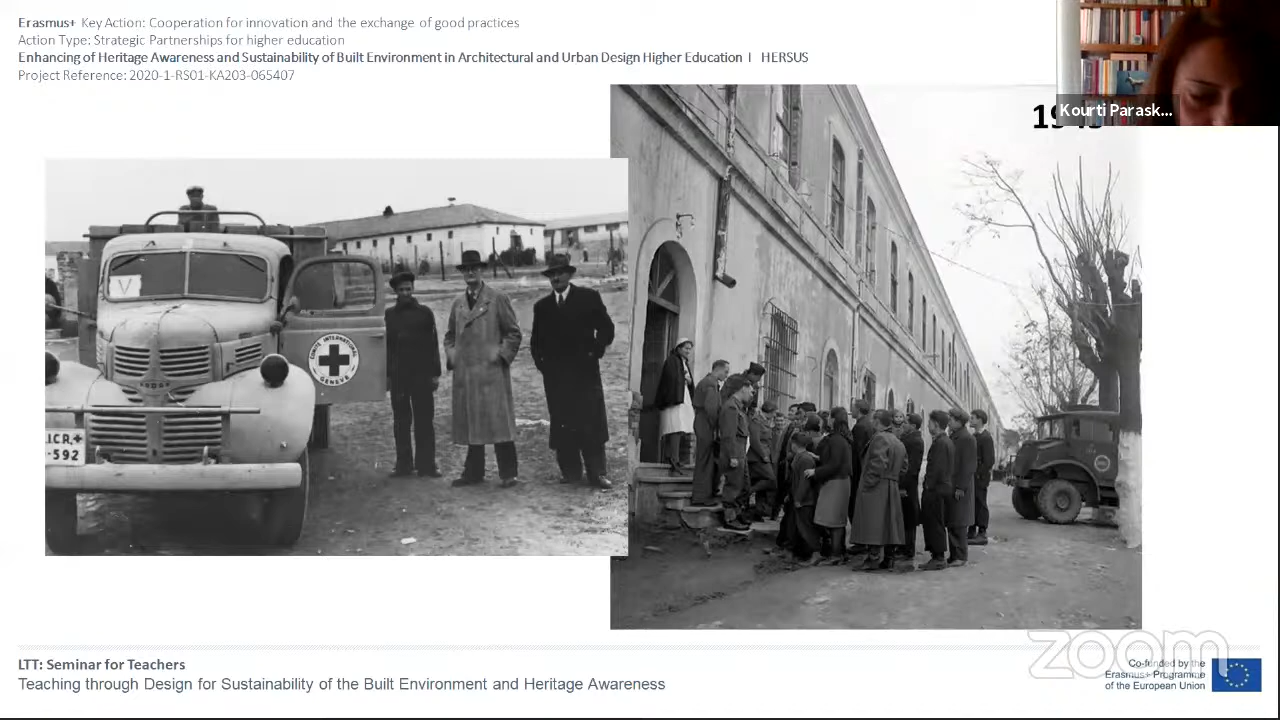 Erasmus+ Key Action: Cooperation for innovation and the exchange of good practices
Action Type: Strategic Partnerships for higher education
Enhancing of Heritage Awareness and Sustainability of Built Environment in Architectural and Urban Design Higher Education | HERSUS
Project Reference: 2020-1-RS01-KA203-065407
Kourti Parask...
V
COMITÉ INTERNATIONAL
GENÈVE
DODGE
I.C.R.+
-592
zoom
LTT: Seminar for Teachers
Teaching through Design for Sustainability of the Built Environment and Heritage Awareness
Co-funded by the
Erasmus+ Programme
of the European Union